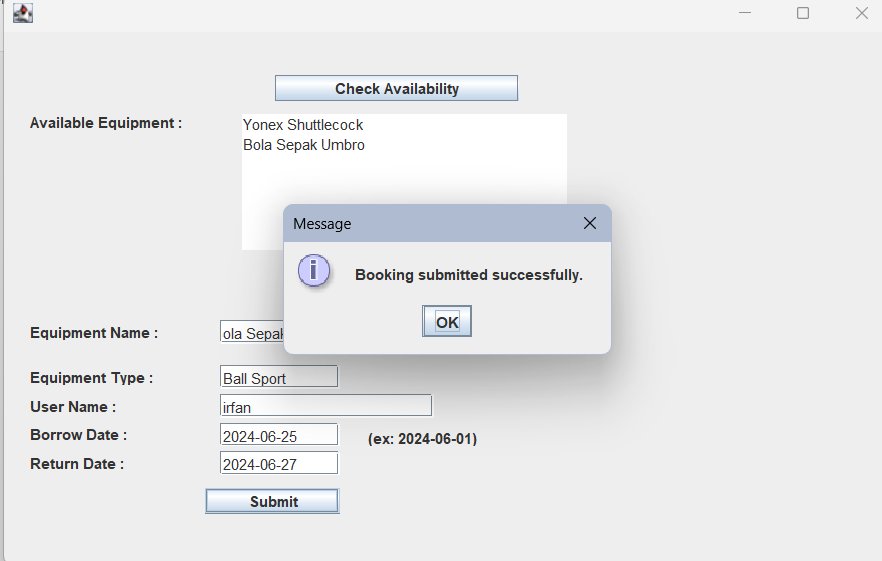 Check Availability
Available Equipment :
Yonex Shuttlecock
Bola Sepak Umbro
Message
Booking submitted successfully.
OK
Equipment Name :
ola Sepak
Equipment Type :
Ball Sport
User Name :
irfan
Borrow Date :
2024-06-25
(ex: 2024-06-01)
Return Date :
2024-06-27
Submit